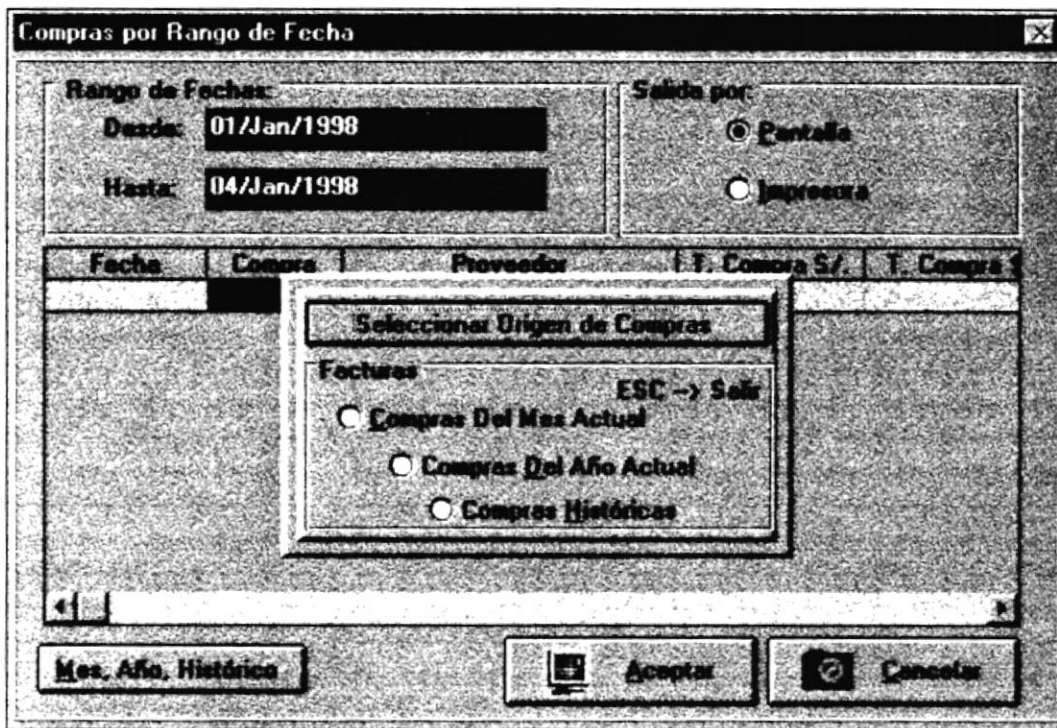 Compras por Rango de Fecha
Rango de Fechas:
Desde: 01/Jan/1998
Hasta: 04/Jan/1998
Salida por:
Pantalla
Impresora
Fecha Compra Proveedor T. Compra S/. T. Compra $
Seleccionar Origen de Compras
Facturas
ESC -> Salir
Compras Del Mes Actual
Compras Del Año Actual
Compras Históricas
Mes, Año, Histórico
Aceptar
Cancelar